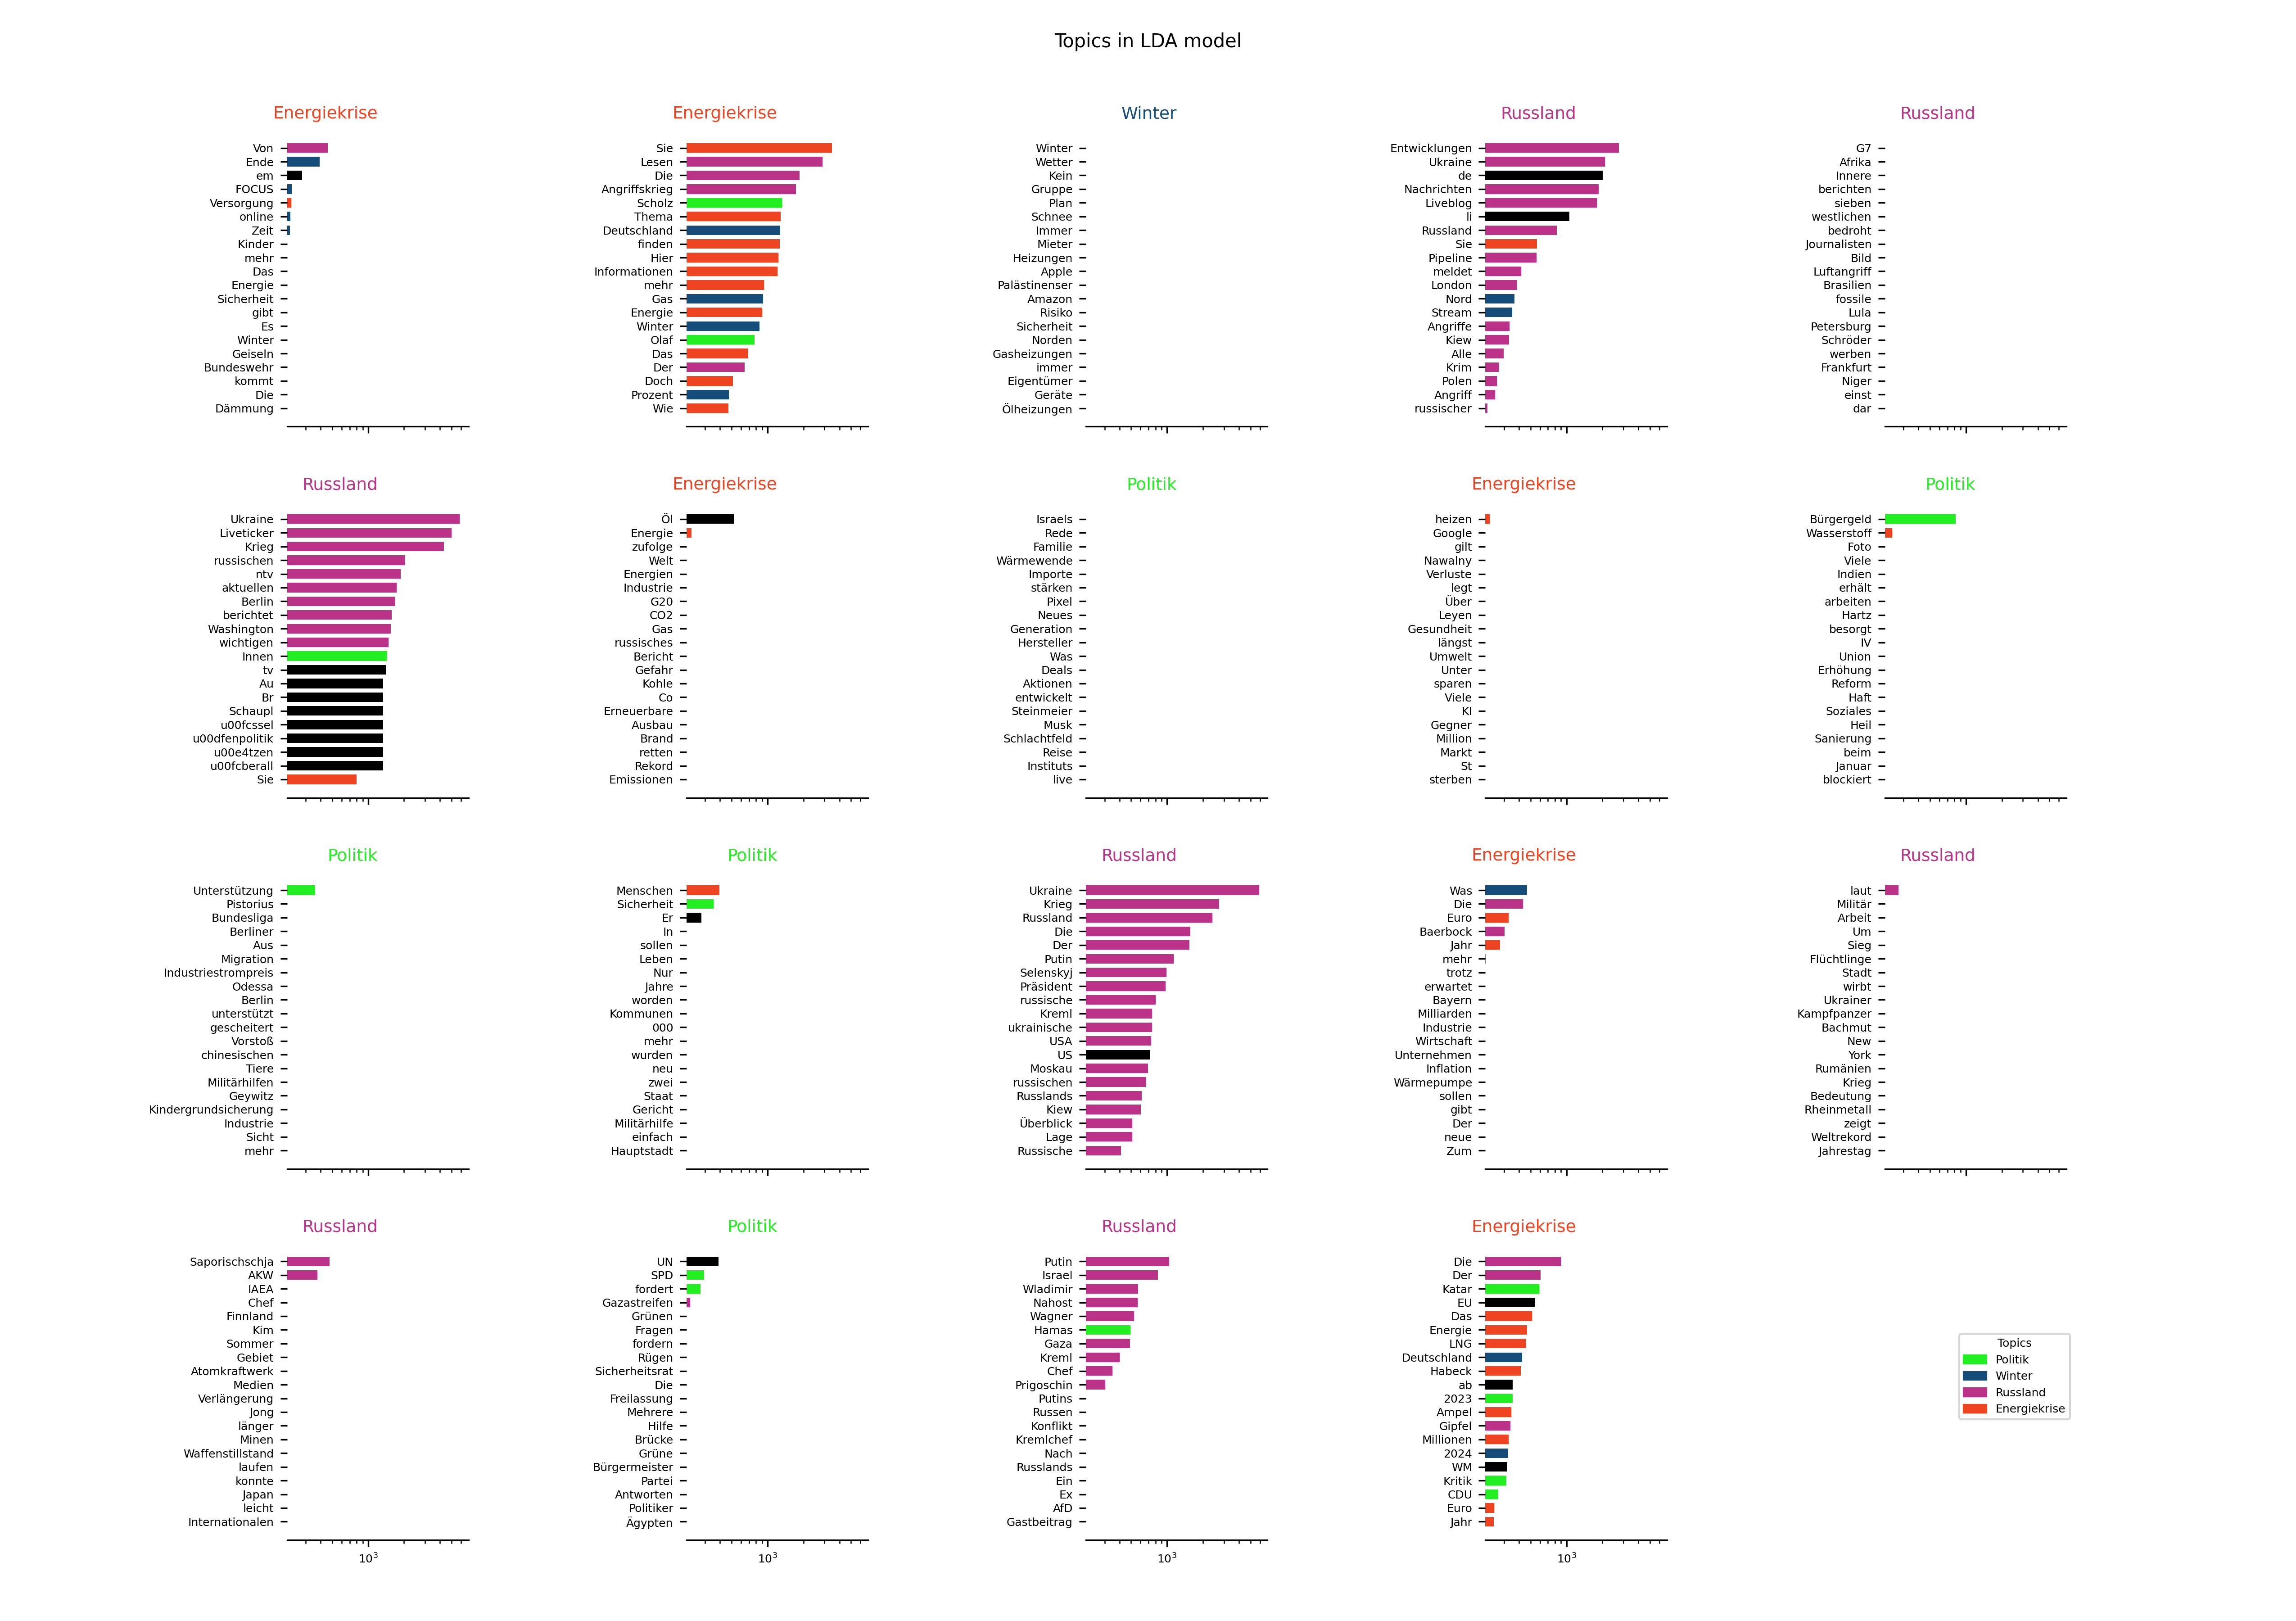 Topics in LDA model
Energiekrise
Von
Ende
em
FOCUS
Versorgung
online
Zeit
Kinder
mehr
Das
Energie
Sicherheit
gibt
Es
Winter
Geiseln
Bundeswehr
kommt
Die
Dämmung
Energiekrise
Sie
Lesen
Die
Angriffskrieg
Scholz
Thema
Deutschland
finden
Hier
Informationen
mehr
Gas
Energie
Winter
Olaf
Das
Der
Doch
Prozent
Wie
Winter
Winter
Wetter
Kein
Gruppe
Plan
Schnee
Immer
Mieter
Heizungen
Apple
Palästinenser
Amazon
Risiko
Sicherheit
Norden
Gasheizungen
immer
Eigentümer
Geräte
Ölheizungen
Russland
Entwicklungen
Ukraine
de
Nachrichten
Liveblog
li
Russland
Sie
Pipeline
meldet
London
Nord
Stream
Angriffe
Kiew
Alle
Krim
Polen
Angriff
russischer
Russland
G7
Afrika
Innere
berichten
sieben
westlichen
bedroht
Journalisten
Bild
Luftangriff
Brasilien
fossile
Lula
Petersburg
Schröder
werben
Frankfurt
Niger
einst
dar
Russland
Ukraine
Liveticker
Krieg
russischen
ntv
aktuellen
Berlin
berichtet
Washington
wichtigen
Innen
tv
Au
Br
Schaupl
u00fcssel
u00dfenpolitik
u00e4tzen
u00fcberall
Sie
Energiekrise
Öl
Energie
zufolge
Welt
Energien
Industrie
G20
CO2
Gas
russisches
Bericht
Gefahr
Kohle
Co
Erneuerbare
Ausbau
Brand
retten
Rekord
Emissionen
Politik
Israels
Rede
Familie
Wärmewende
Importe
stärken
Pixel
Neues
Generation
Hersteller
Was
Deals
Aktionen
entwickelt
Steinmeier
Musk
Schlachtfeld
Reise
Instituts
live
Energiekrise
heizen
Google
gilt
Nawalny
Verluste
legt
Über
Leyen
Gesundheit
längst
Umwelt
Unter
sparen
Viele
KI
Gegner
Million
Markt
St
sterben
Politik
Bürgergeld
Wasserstoff
Foto
Viele
Indien
erhält
arbeiten
Hartz
besorgt
IV
Union
Erhöhung
Reform
Haft
Soziales
Heil
Sanierung
beim
Januar
blockiert
Politik
Unterstützung
Pistorius
Bundesliga
Berliner
Aus
Migration
Industriestrompreis
Odessa
Berlin
unterstützt
gescheitert
Vorstoß
chinesischen
Tiere
Militärhilfen
Geywitz
Kindergrundsicherung
Industrie
Sicht
mehr
Politik
Menschen
Sicherheit
Er
In
sollen
Leben
Nur
Jahre
worden
Kommunen
000
mehr
wurden
neu
zwei
Staat
Gericht
Militärhilfe
einfach
Hauptstadt
Russland
Ukraine
Krieg
Russland
Die
Der
Putin
Selenskyj
Präsident
russische
Kreml
ukrainische
USA
US
Moskau
russischen
Russlands
Kiew
Überblick
Lage
Russische
Energiekrise
Was
Die
Euro
Baerbock
Jahr
mehr
trotz
erwartet
Bayern
Milliarden
Industrie
Wirtschaft
Unternehmen
Inflation
Wärmepumpe
sollen
gibt
Der
neue
Zum
Russland
laut
Militär
Arbeit
Um
Sieg
Flüchtlinge
Stadt
wirbt
Ukrainer
Kampfpanzer
Bachmut
New
York
Rumänien
Krieg
Bedeutung
Rheinmetall
zeigt
Weltrekord
Jahrestag
Russland
Saporischschja
AKW
IAEA
Chef
Finnland
Kim
Sommer
Gebiet
Atomkraftwerk
Medien
Verlängerung
Jong
länger
Minen
Waffenstillstand
laufen
konnte
Japan
leicht
Internationalen
10³
Politik
UN
SPD
fordert
Gazastreifen
Grünen
Fragen
fordern
Rügen
Sicherheitsrat
Die
Freilassung
Mehrere
Hilfe
Brücke
Grüne
Bürgermeister
Partei
Antworten
Politiker
Ägypten
10³
Russland
Putin
Israel
Wladimir
Nahost
Wagner
Hamas
Gaza
Kreml
Chef
Prigoschin
Putins
Russen
Konflikt
Kremlchef
Nach
Russlands
Ein
Ex
AfD
Gastbeitrag
10³
Energiekrise
Die
Der
Katar
EU
Das
Energie
LNG
Deutschland
Habeck
ab
2023
Ampel
Gipfel
Millionen
2024
WM
Kritik
CDU
Euro
Jahr
10³
Topics
Politik
Winter
Russland
Energiekrise